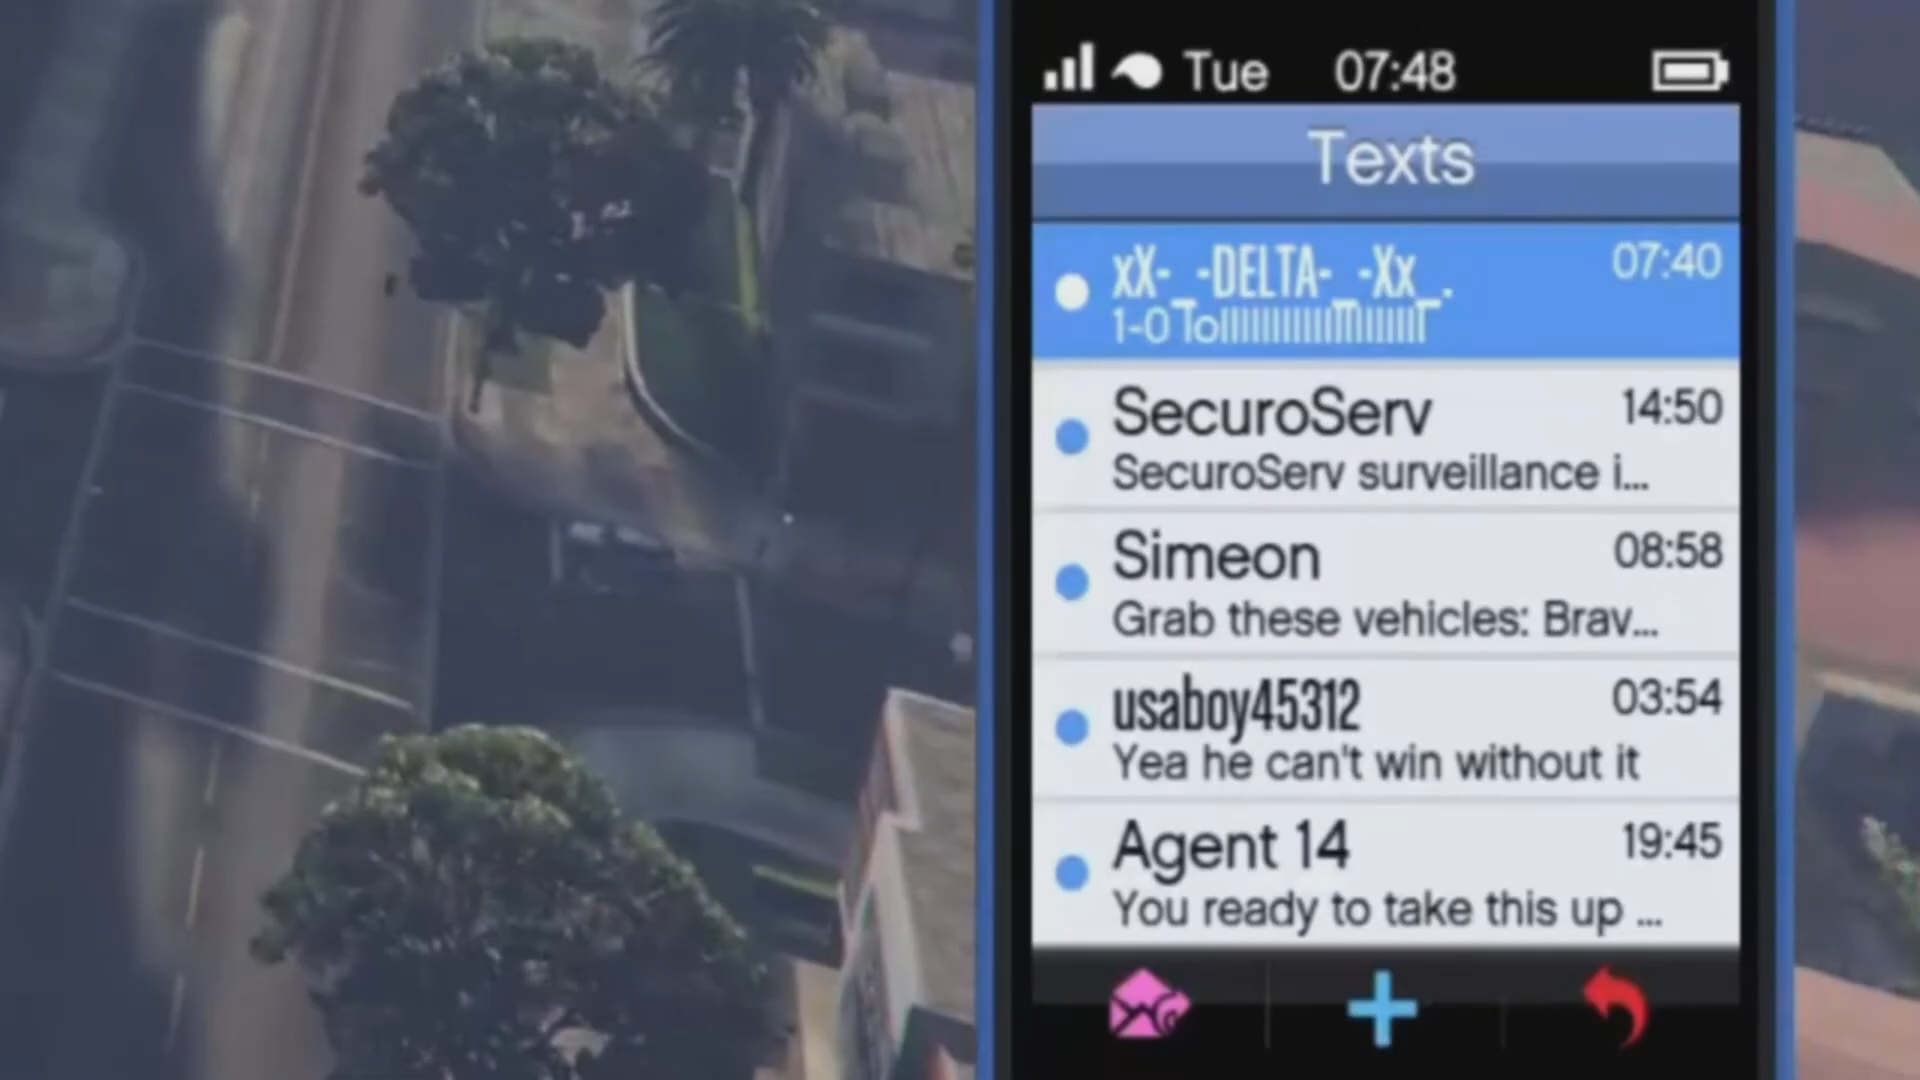 Tue 07:48
Texts
xX-_-DELTA-_-Xx_. 07:40
SecuroServ 14:50
SecuroServ surveillance i...
Simeon 08:58
Grab these vehicles: Brav...
usaboy45312 03:54
Yea he can't win without it
Agent 14 19:45
You ready to take this up ...